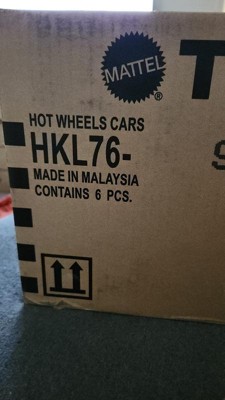 MATTEL
®
T
HOT WHEELS CARS
HKL76-
MADE IN MALAYSIA
CONTAINS 6 PCS.